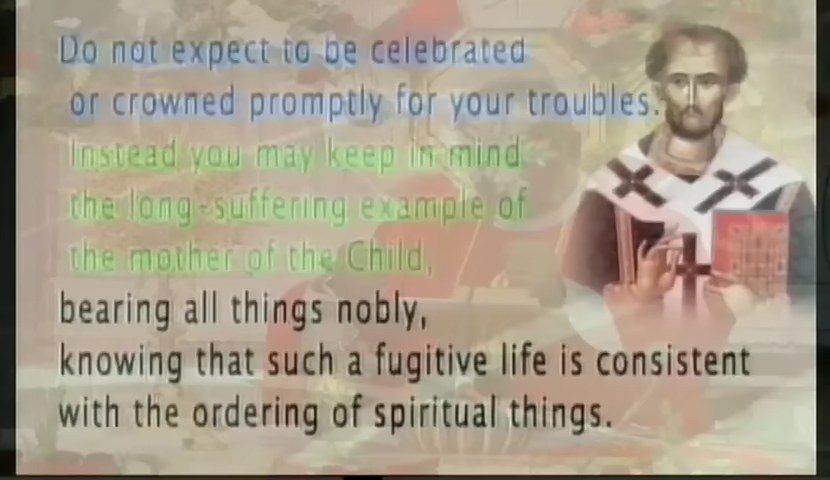 Do not expect to be celebrated
or crowned promptly for your troubles.
Instead you may keep in mind
the long-suffering example of
the mother of the Child,
bearing all things nobly,
knowing that such a fugitive life is consistent
with the ordering of spiritual things.